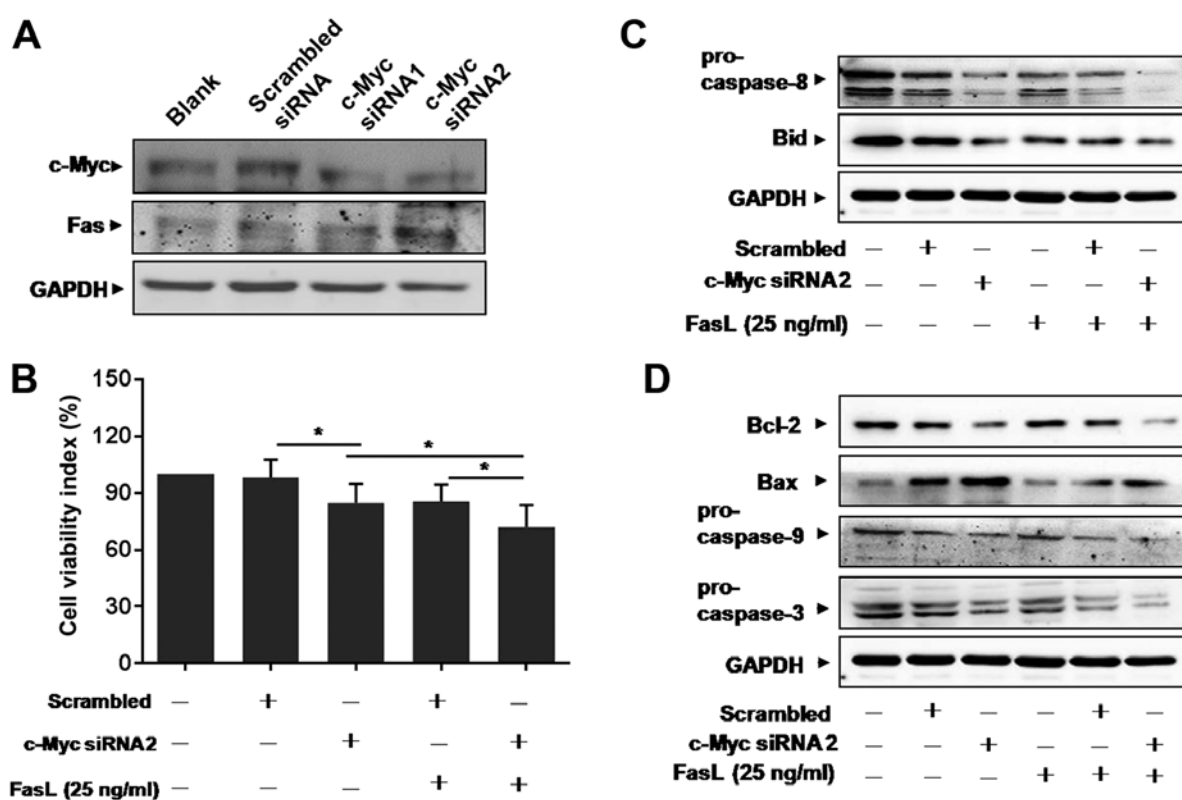 A
Blank
Scrambled
siRNA
c-Myc
siRNA1
c-Myc
siRNA2
c-Myc
Fas
GAPDH
B
Cell viability index (%)
150
120
90
60
30
0
*
*
*
Scrambled — + — + —
c-Myc siRNA2 — — + — +
FasL (25 ng/ml) — — — + +
C
pro-
caspase-8
Bid
GAPDH
Scrambled — + — — + —
c-Myc siRNA2 — — + — — +
FasL (25 ng/ml) — — — + + +
D
Bcl-2
Bax
pro-
caspase-9
pro-
caspase-3
GAPDH
Scrambled — + — — + —
c-Myc siRNA2 — — + — — +
FasL (25 ng/ml) — — — + + +